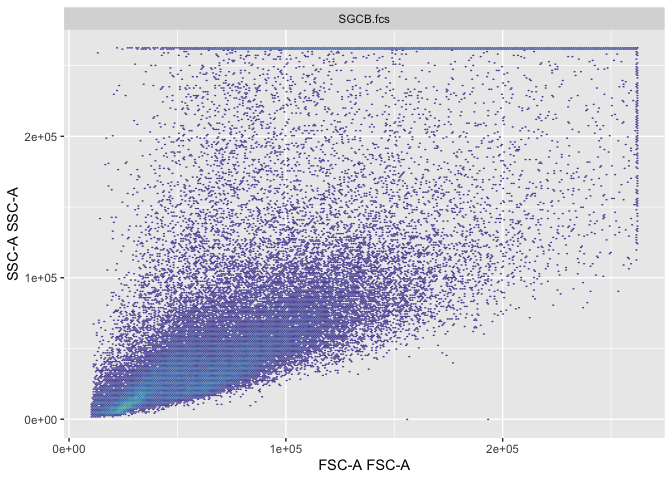 SGCB.fcs
SSC-A SSC-A
2e+05
1e+05
0e+00
0e+00 1e+05 2e+05
FSC-A FSC-A